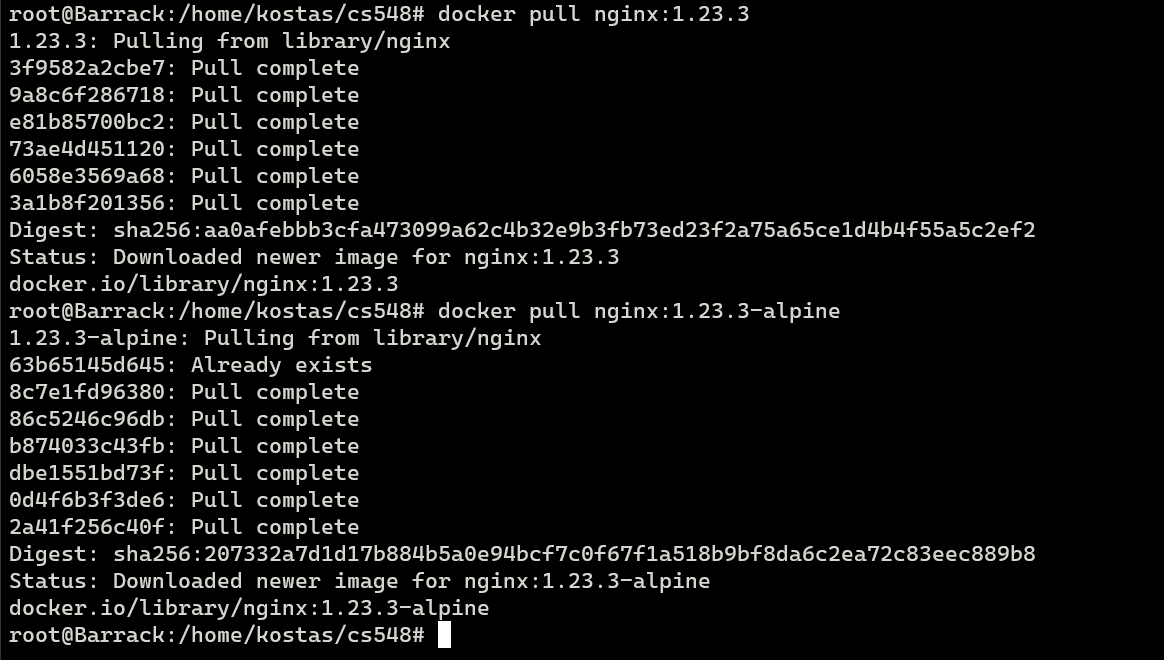 root@Barrack:/home/kostas/cs548# docker pull nginx:1.23.3
1.23.3: Pulling from library/nginx
3f9582a2cbe7: Pull complete
9a8c6f286718: Pull complete
e81b85700bc2: Pull complete
73ae4d451120: Pull complete
6058e3569a68: Pull complete
3a1b8f201356: Pull complete
Digest: sha256:aa0afebbb3cfa473099a62c4b32e9b3fb73ed23f2a75a65ce1d4b4f55a5c2ef2
Status: Downloaded newer image for nginx:1.23.3
docker.io/library/nginx:1.23.3
root@Barrack:/home/kostas/cs548# docker pull nginx:1.23.3-alpine
1.23.3-alpine: Pulling from library/nginx
63b65145d645: Already exists
8c7e1fd96380: Pull complete
86c5246c96db: Pull complete
b874033c43fb: Pull complete
dbe1551bd73f: Pull complete
0d4f6b3f3de6: Pull complete
2a41f256c40f: Pull complete
Digest: sha256:207332a7d1d17b884b5a0e94bcf7c0f67f1a518b9bf8da6c2ea72c83eec889b8
Status: Downloaded newer image for nginx:1.23.3-alpine
docker.io/library/nginx:1.23.3-alpine
root@Barrack:/home/kostas/cs548#